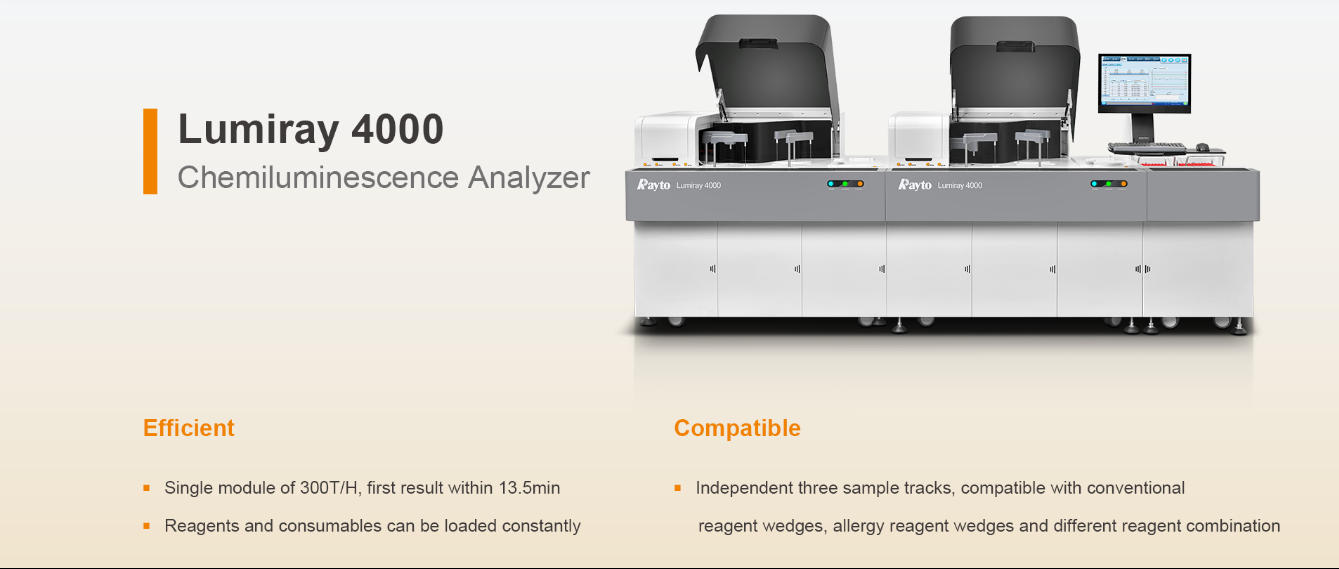 Lumiray 4000
Chemiluminescence Analyzer
Rayto Lumiray 4000
Rayto Lumiray 4000
Efficient
Single module of 300T/H, first result within 13.5min
Reagents and consumables can be loaded constantly
Compatible
Independent three sample tracks, compatible with conventional
reagent wedges, allergy reagent wedges and different reagent combination